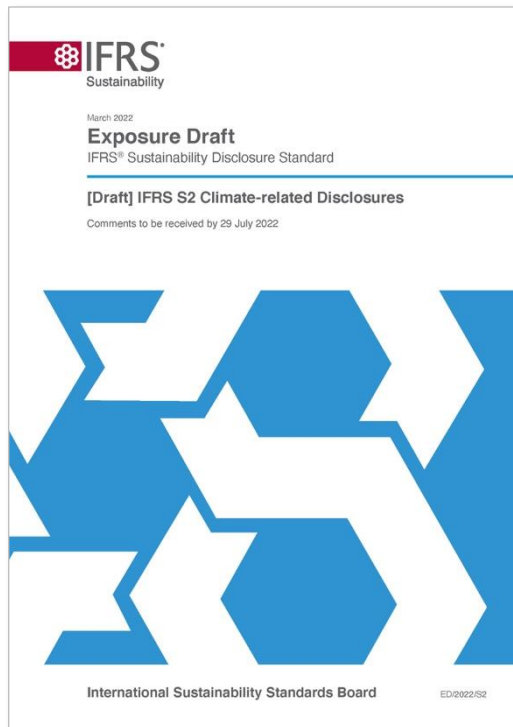 IFRS®
Sustainability
March 2022
Exposure Draft
IFRS® Sustainability Disclosure Standard
[Draft] IFRS S2 Climate-related Disclosures
Comments to be received by 29 July 2022
International Sustainability Standards Board
ED/2022/S2